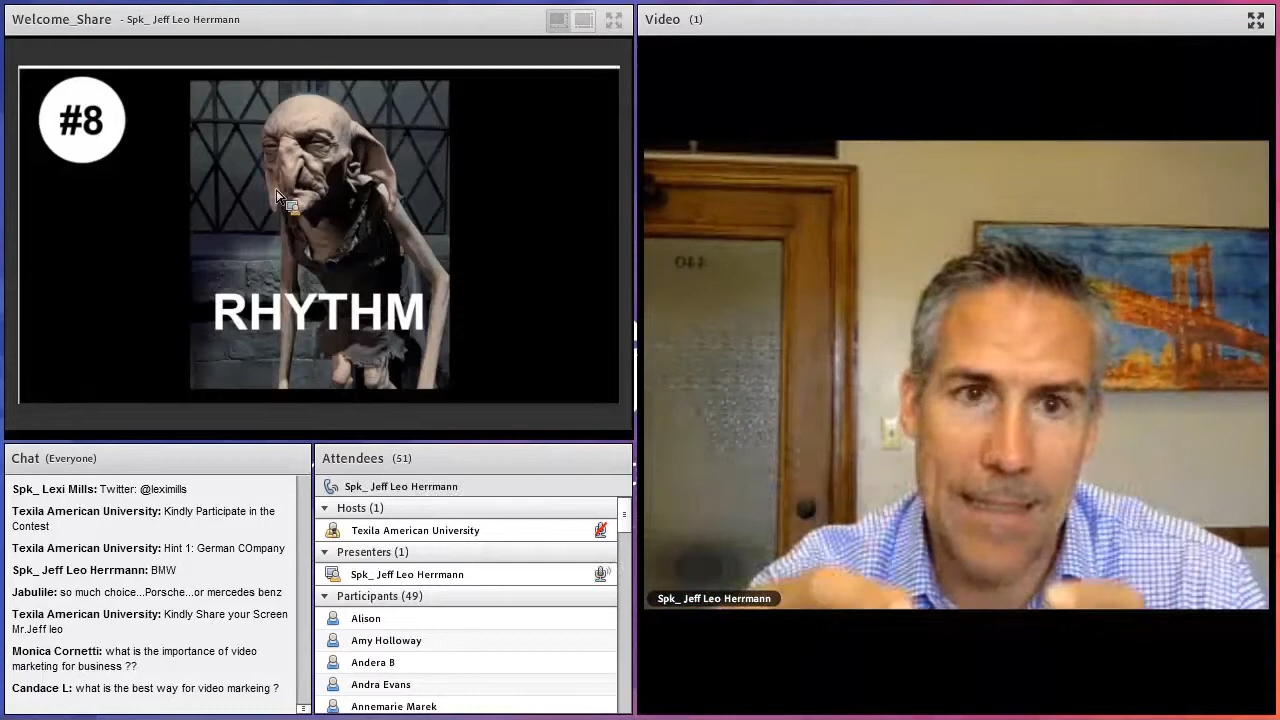 Welcome_Share - Spk_ Jeff Leo Herrmann
#8
RHYTHM
Chat (Everyone)
Spk_ Lexi Mills: Twitter: @leximills
Texila American University: Kindly Participate in the
Contest
Texila American University: Hint 1: German COmpany
Spk_ Jeff Leo Herrmann: BMW
Jabulile: so much choice...Porsche...or mercedes benz
Texila American University: Kindly Share your Screen
Mr.Jeff leo
Monica Cornetti: what is the importance of video
marketing for business ??
Candace L: what is the best way for video markeing ?
Attendees (51)
Spk_ Jeff Leo Herrmann
Hosts (1)
Texila American University
Presenters (1)
Spk_ Jeff Leo Herrmann
Participants (49)
Alison
Amy Holloway
Andera B
Andra Evans
Annemarie Marek
Video (1)
Spk_ Jeff Leo Herrmann